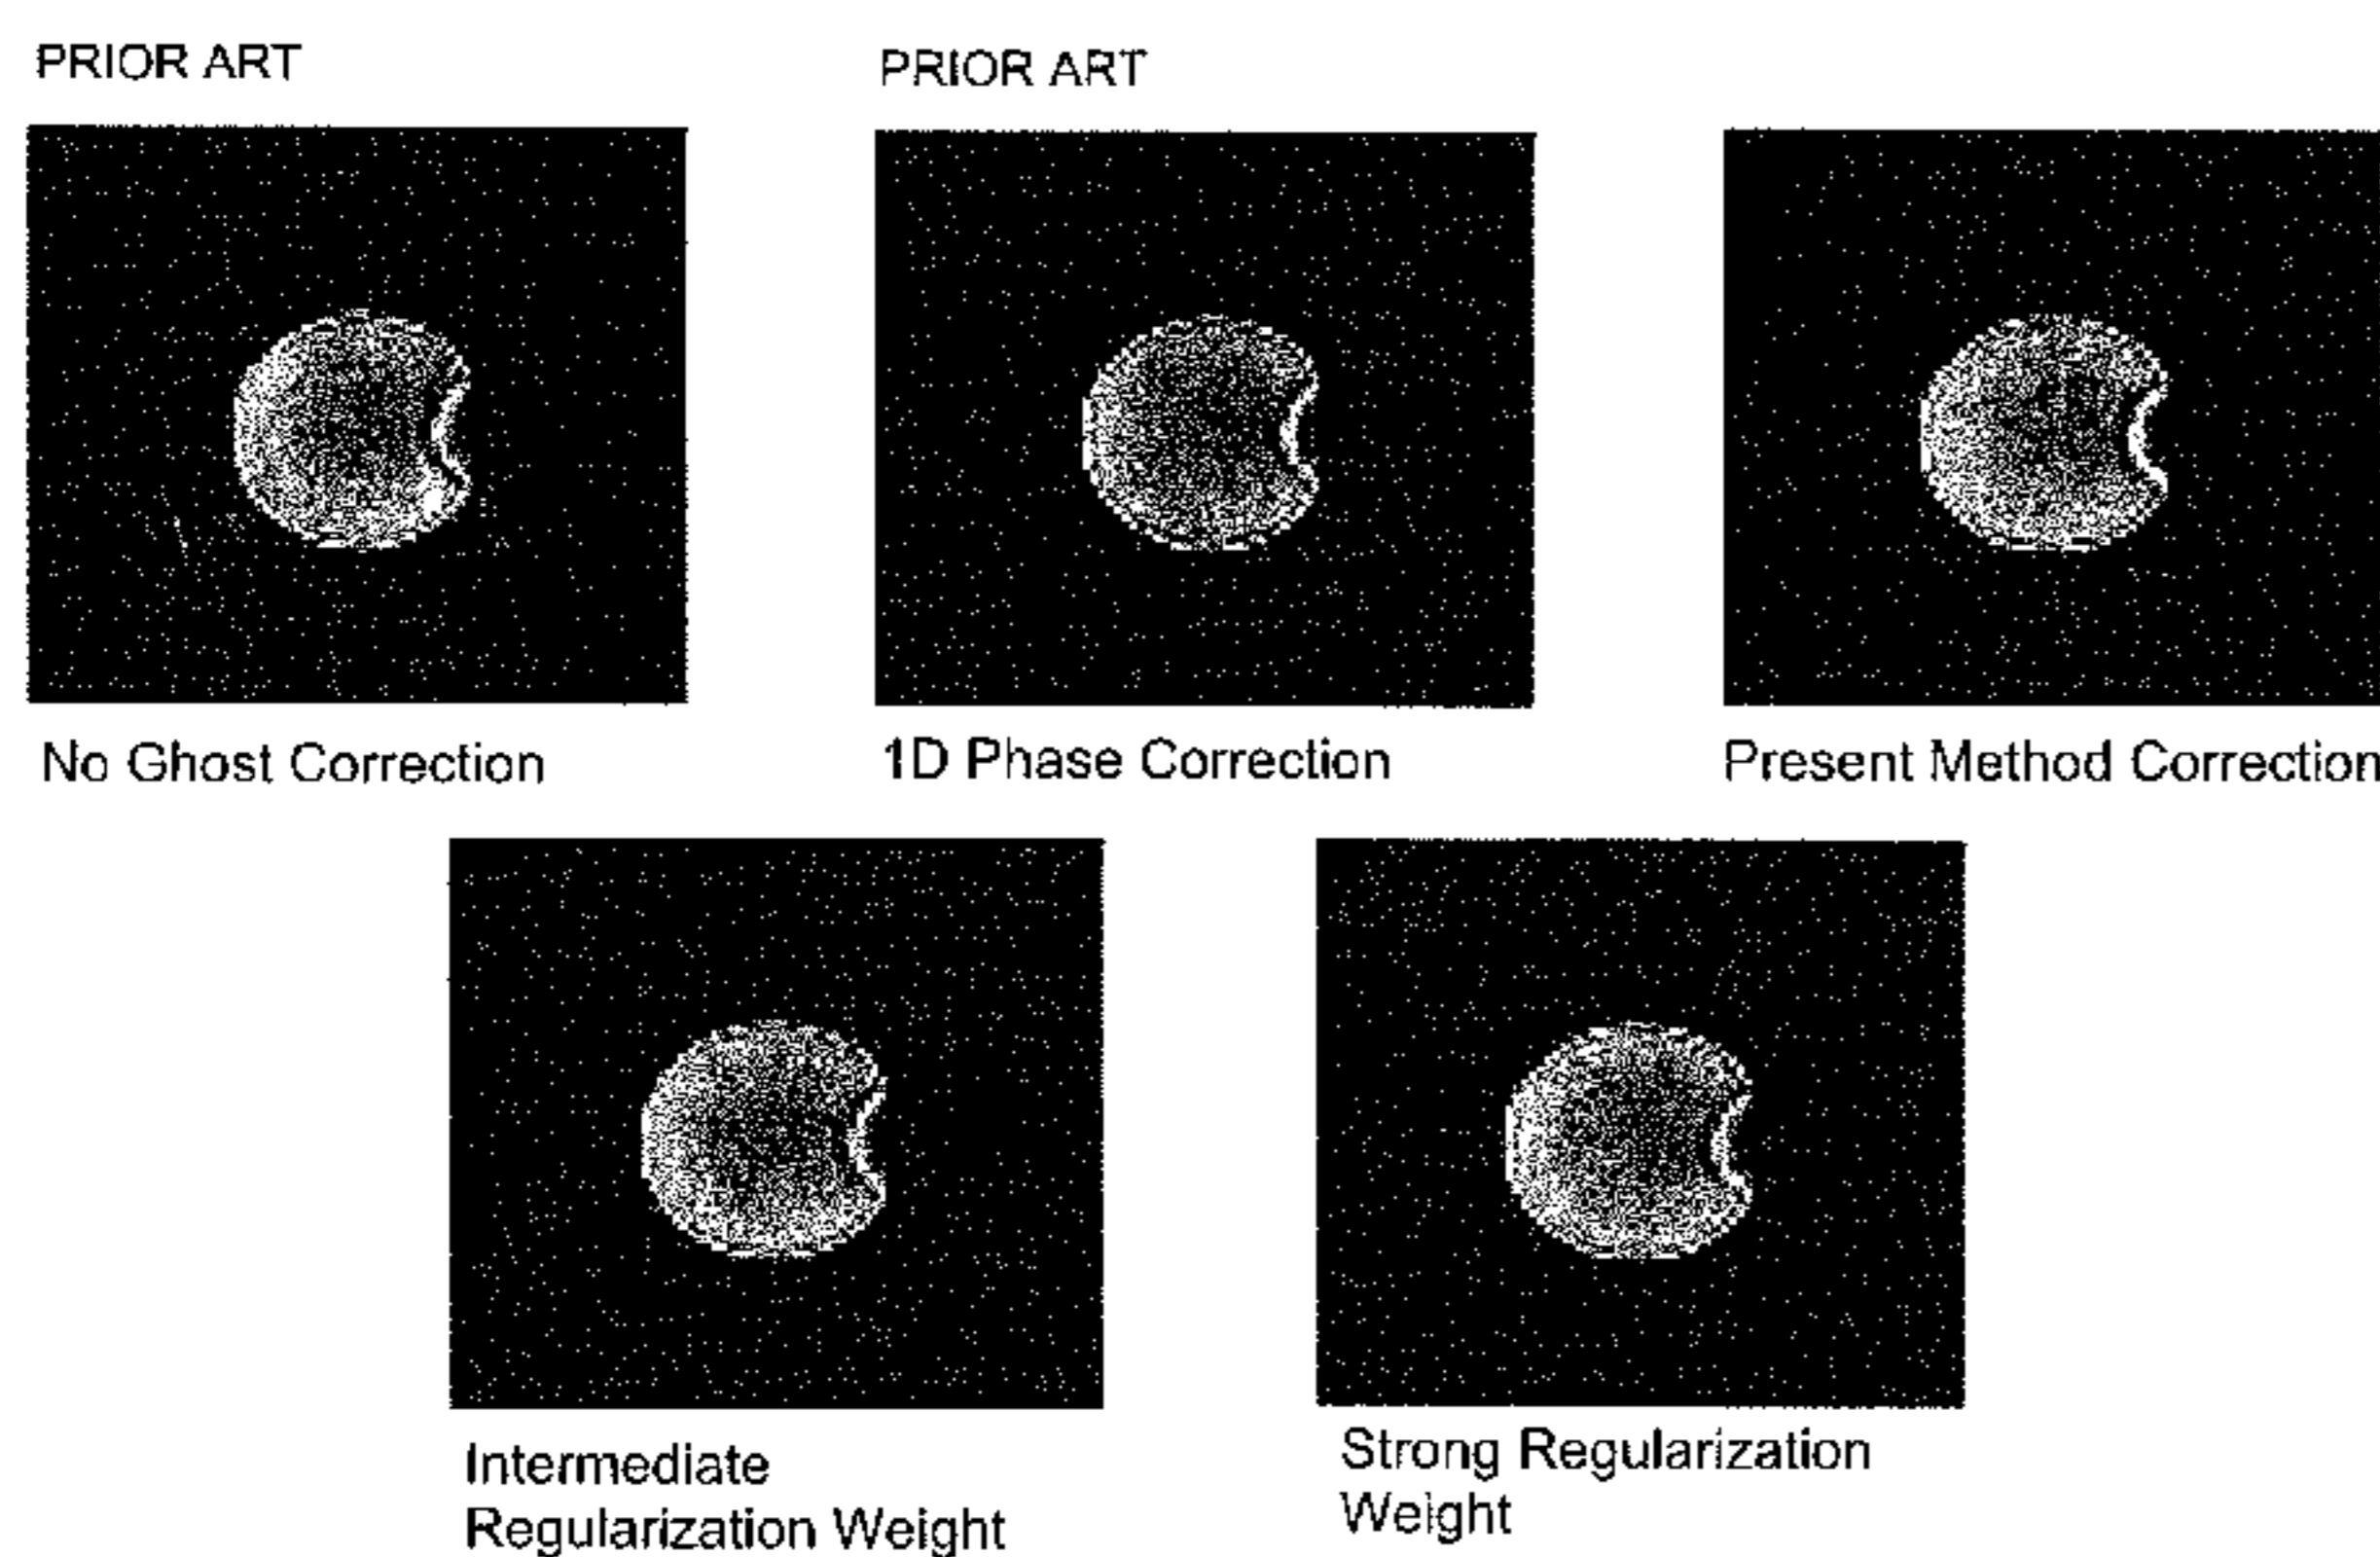 PRIOR ART
PRIOR ART
No Ghost Correction
1D Phase Correction
Present Method Correction
Intermediate
Regularization Weight
Strong Regularization
Weight